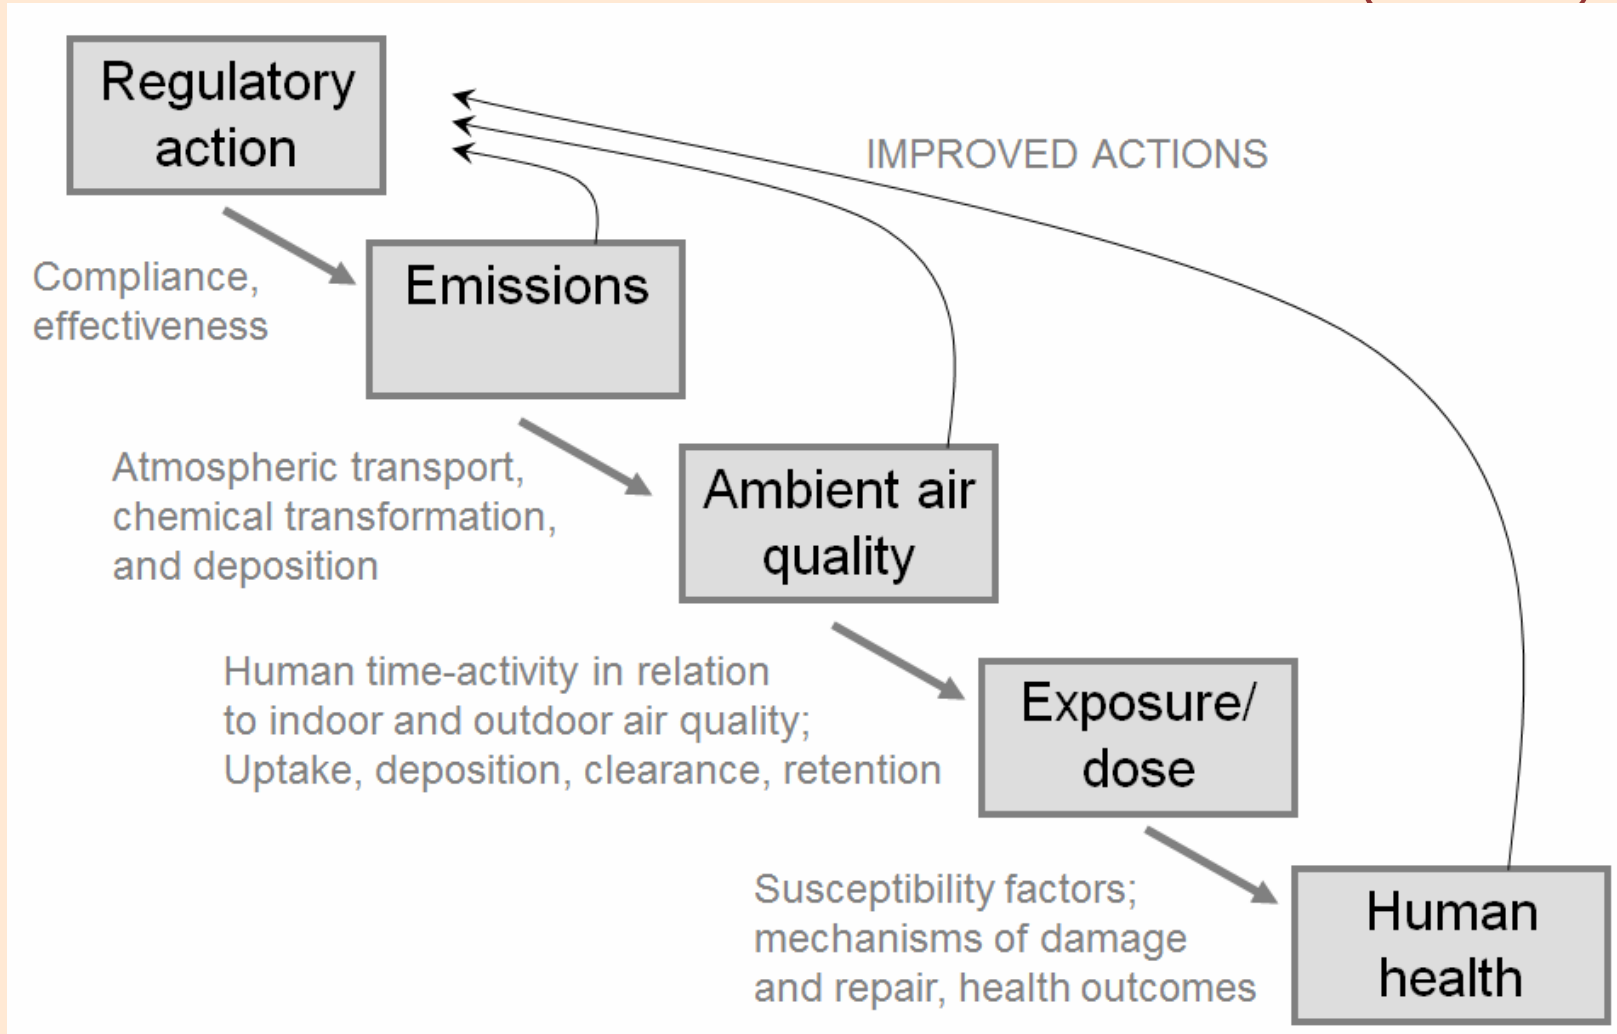 Regulatory
action
IMPROVED ACTIONS
Compliance,
effectiveness
Emissions
Atmospheric transport,
chemical transformation,
and deposition
Ambient air
quality
Human time-activity in relation
to indoor and outdoor air quality;
Uptake, deposition, clearance, retention
Exposure/
dose
Susceptibility factors;
mechanisms of damage
and repair, health outcomes
Human
health